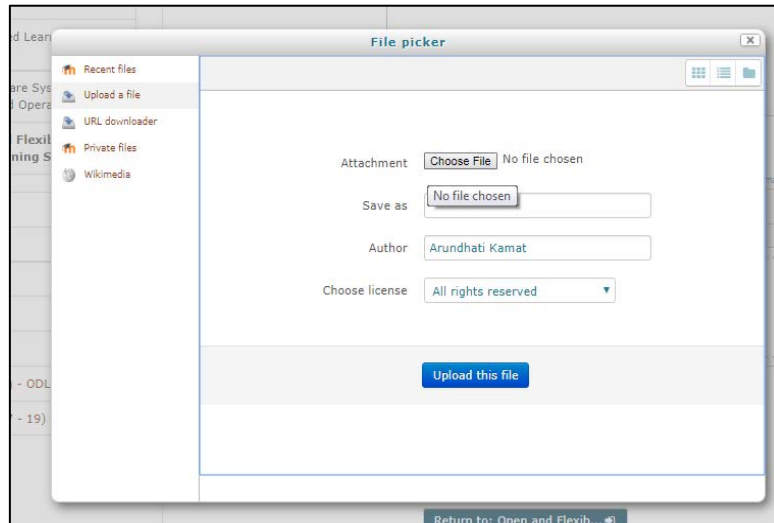 File picker
ed Lear
are Sys
d Opera
Flexi
ning S
- ODL
- 19)
Recent files
Upload a file
URL downloader
Private files
Wikimedia
Attachment Choose File No file chosen
No file chosen
Save as
Author Arundhati Kamat
Choose license All rights reserved
Upload this file
Return to: Open and Flexib...